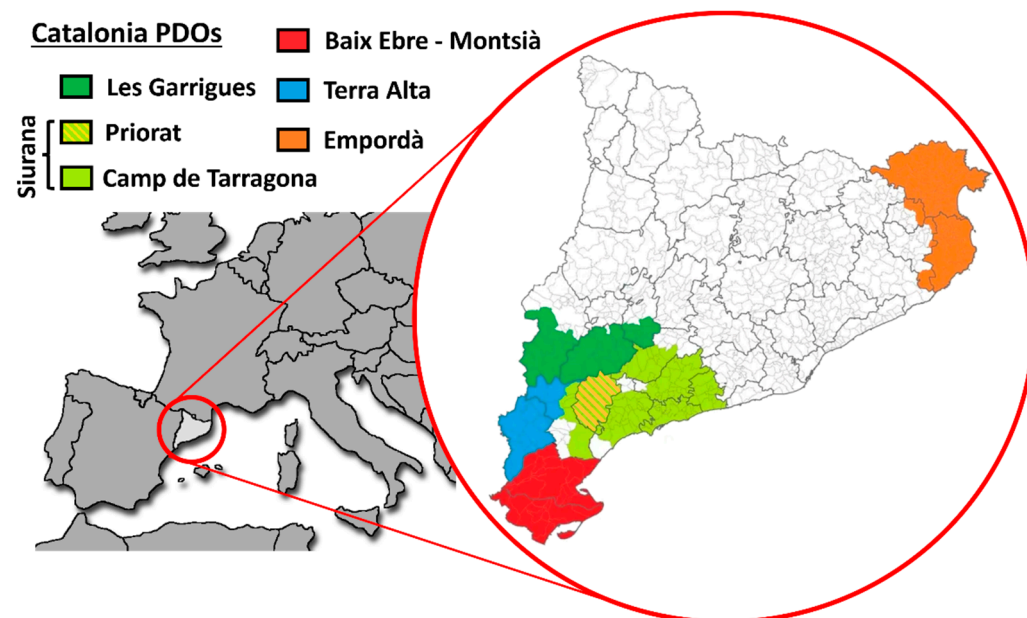 Catalonia PDOs
Les Garrigues
Siurana
Priorat
Camp de Tarragona
Baix Ebre - Montsià
Terra Alta
Empordà